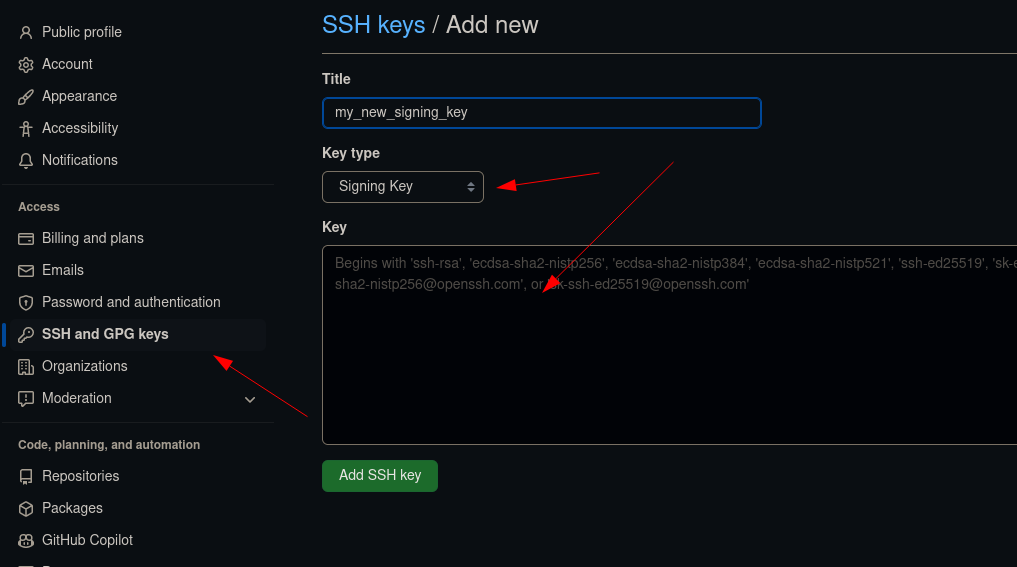 Public profile
Account
Appearance
Accessibility
Notifications
Access
Billing and plans
Emails
Password and authentication
SSH and GPG keys
Organizations
Moderation
Code, planning, and automation
Repositories
Packages
GitHub Copilot
SSH keys / Add new
Title
my_new_signing_key
Key type
Signing Key
Key
Begins with 'ssh-rsa', 'ecdsa-sha2-nistp256', 'ecdsa-sha2-nistp384', 'ecdsa-sha2-nistp521', 'ssh-ed25519', 'sk-e
sha2-nistp256@openssh.com', or 'sk-ssh-ed25519@openssh.com'
Add SSH key